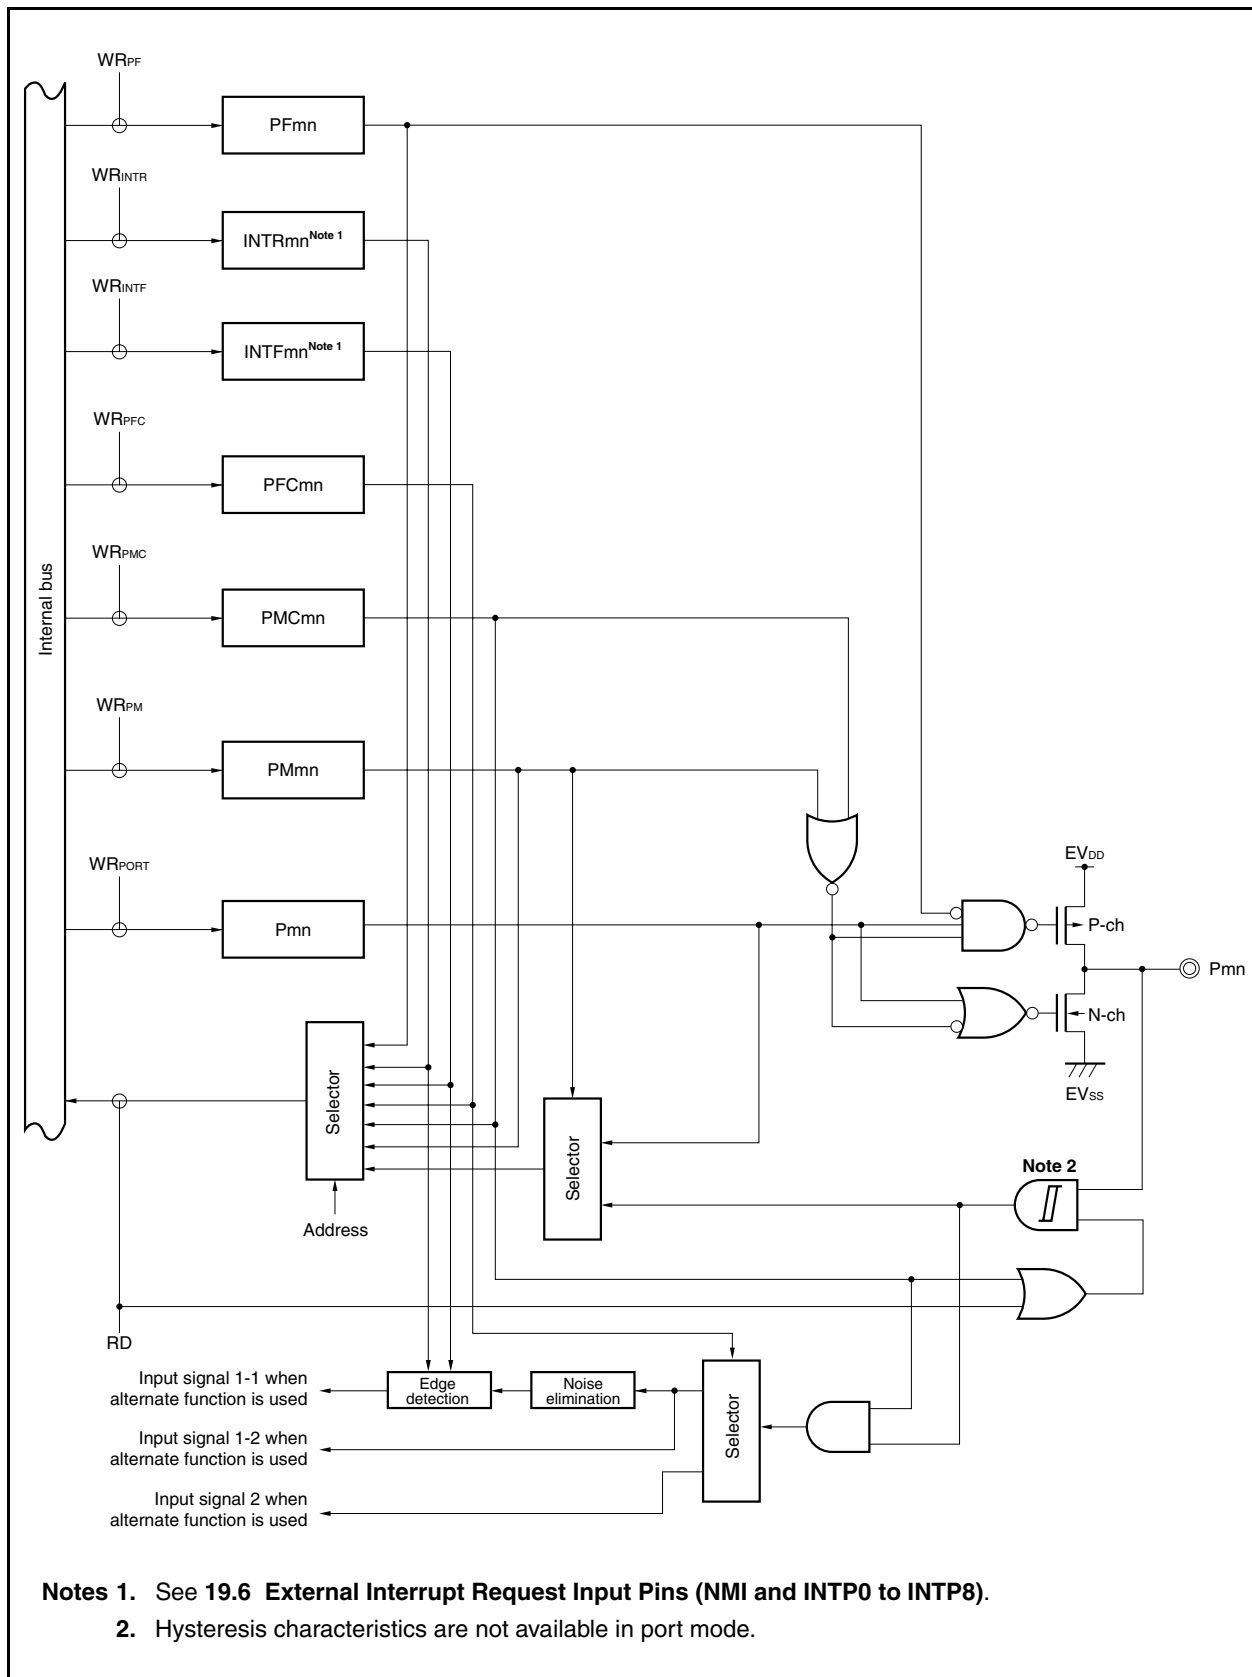 WRPF
PFmn
WRINTR
INTRmnNote 1
WRINTF
INTFmnNote 1
WRPFC
PFCmn
WRPMC
PMCmn
Internal bus
WRPM
PMmn
WRPORT
Pmn
EVDD
P-ch
Pmn
N-ch
EVSS
Selector
Selector
Note 2
Address
RD
Input signal 1-1 when
alternate function is used
Edge
detection
Noise
elimination
Selector
Input signal 1-2 when
alternate function is used
Input signal 2 when
alternate function is used
Notes 1. See 19.6 External Interrupt Request Input Pins (NMI and INTP0 to INTP8).
2. Hysteresis characteristics are not available in port mode.